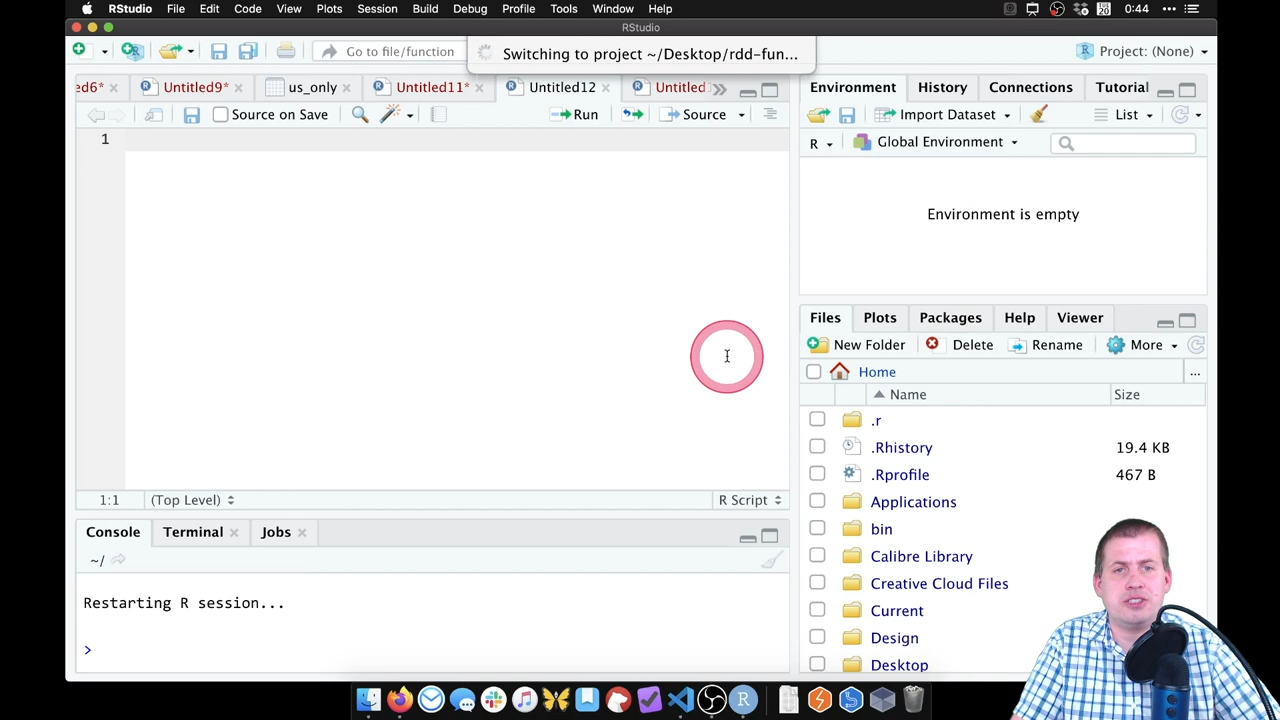 RStudio File Edit Code View Plots Session Build Debug Profile Tools Window Help 0:44
RStudio
Go to file/function
Switching to project ~/Desktop/rdd-fun...
Project: (None)
ed6* Untitled9* us_only Untitled11* Untitled12 Untitled
Source on Save Run Source
1
1:1 (Top Level) R Script
Console Terminal Jobs
~/
Restarting R session...
>
Environment History Connections Tutorial
Import Dataset List
R Global Environment
Environment is empty
Files Plots Packages Help Viewer
New Folder Delete Rename More
Home ...
Name Size
.r
.Rhistory 19.4 KB
.Rprofile 467 B
Applications
bin
Calibre Library
Creative Cloud Files
Current
Design
Desktop